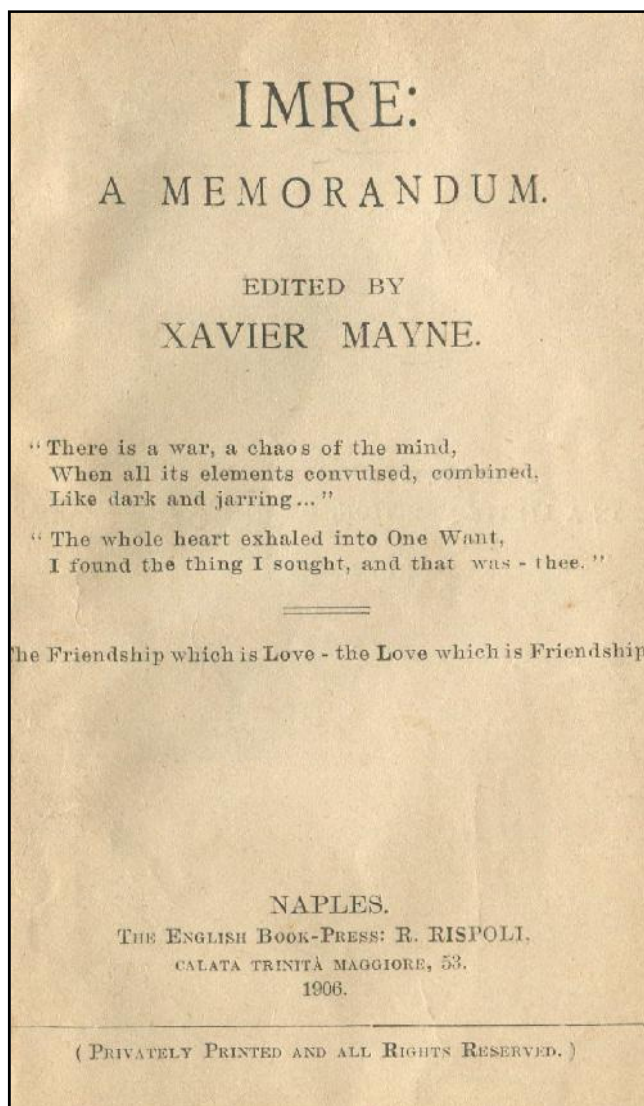 IMRE:
A MEMORANDUM.
EDITED BY
XAVIER MAYNE.
“There is a war, a chaos of the mind,
When all its elements convulsed, combined,
Like dark and jarring...”
“The whole heart exhaled into One Want,
I found the thing I sought, and that was - thee.”
he Friendship which is Love - the Love which is Friendship
NAPLES.
THE ENGLISH BOOK-PRESS: R. RISPOLI,
CALATA TRINITÀ MAGGIORE, 53.
1906.
( PRIVATELY PRINTED AND ALL RIGHTS RESERVED. )